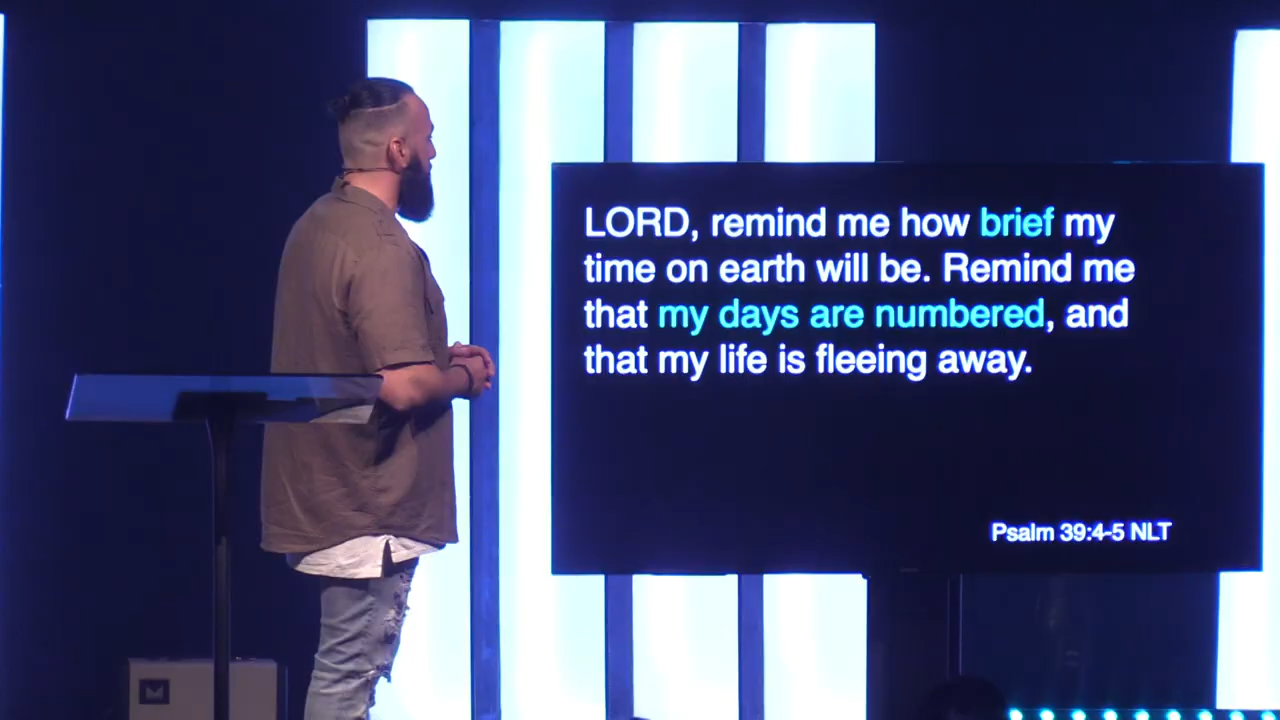 LORD, remind me how brief my
time on earth will be. Remind me
that my days are numbered, and
that my life is fleeing away.
Psalm 39:4-5 NLT